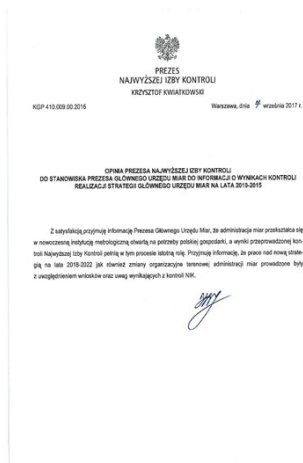 PREZES
NAJWYŻSZEJ IZBY KONTROLI
KRZYSZTOF KWIATKOWSKI
KGP 410.009.00.2016
Warszawa, dnia września 2017 r.
OPINIA PREZESA NAJWYŻSZEJ IZBY KONTROLI
DO STANOWISKA PREZESA GŁÓWNEGO URZĘDU MIAR DO INFORMACJI O WYNIKACH KONTROLI
REALIZACJI STRATEGII GŁÓWNEGO URZĘDU MIAR NA LATA 2010-2015
Z satysfakcją przyjmuję informację Prezesa Głównego Urzędu Miar, że administracja miar przekształca się
w nowoczesną instytucję metrologiczną otwartą na potrzeby polskiej gospodarki, a wyniki przeprowadzonej kon-
troli Najwyższej Izby Kontroli pełnią w tym procesie istotną rolę. Przyjmuję informację, że prace nad nową strate-
gią na lata 2018-2022 jak również zmiany organizacyjne terenowej administracji miar prowadzone były
z uwzględnieniem wniosków oraz uwag wynikających z kontroli NIK.